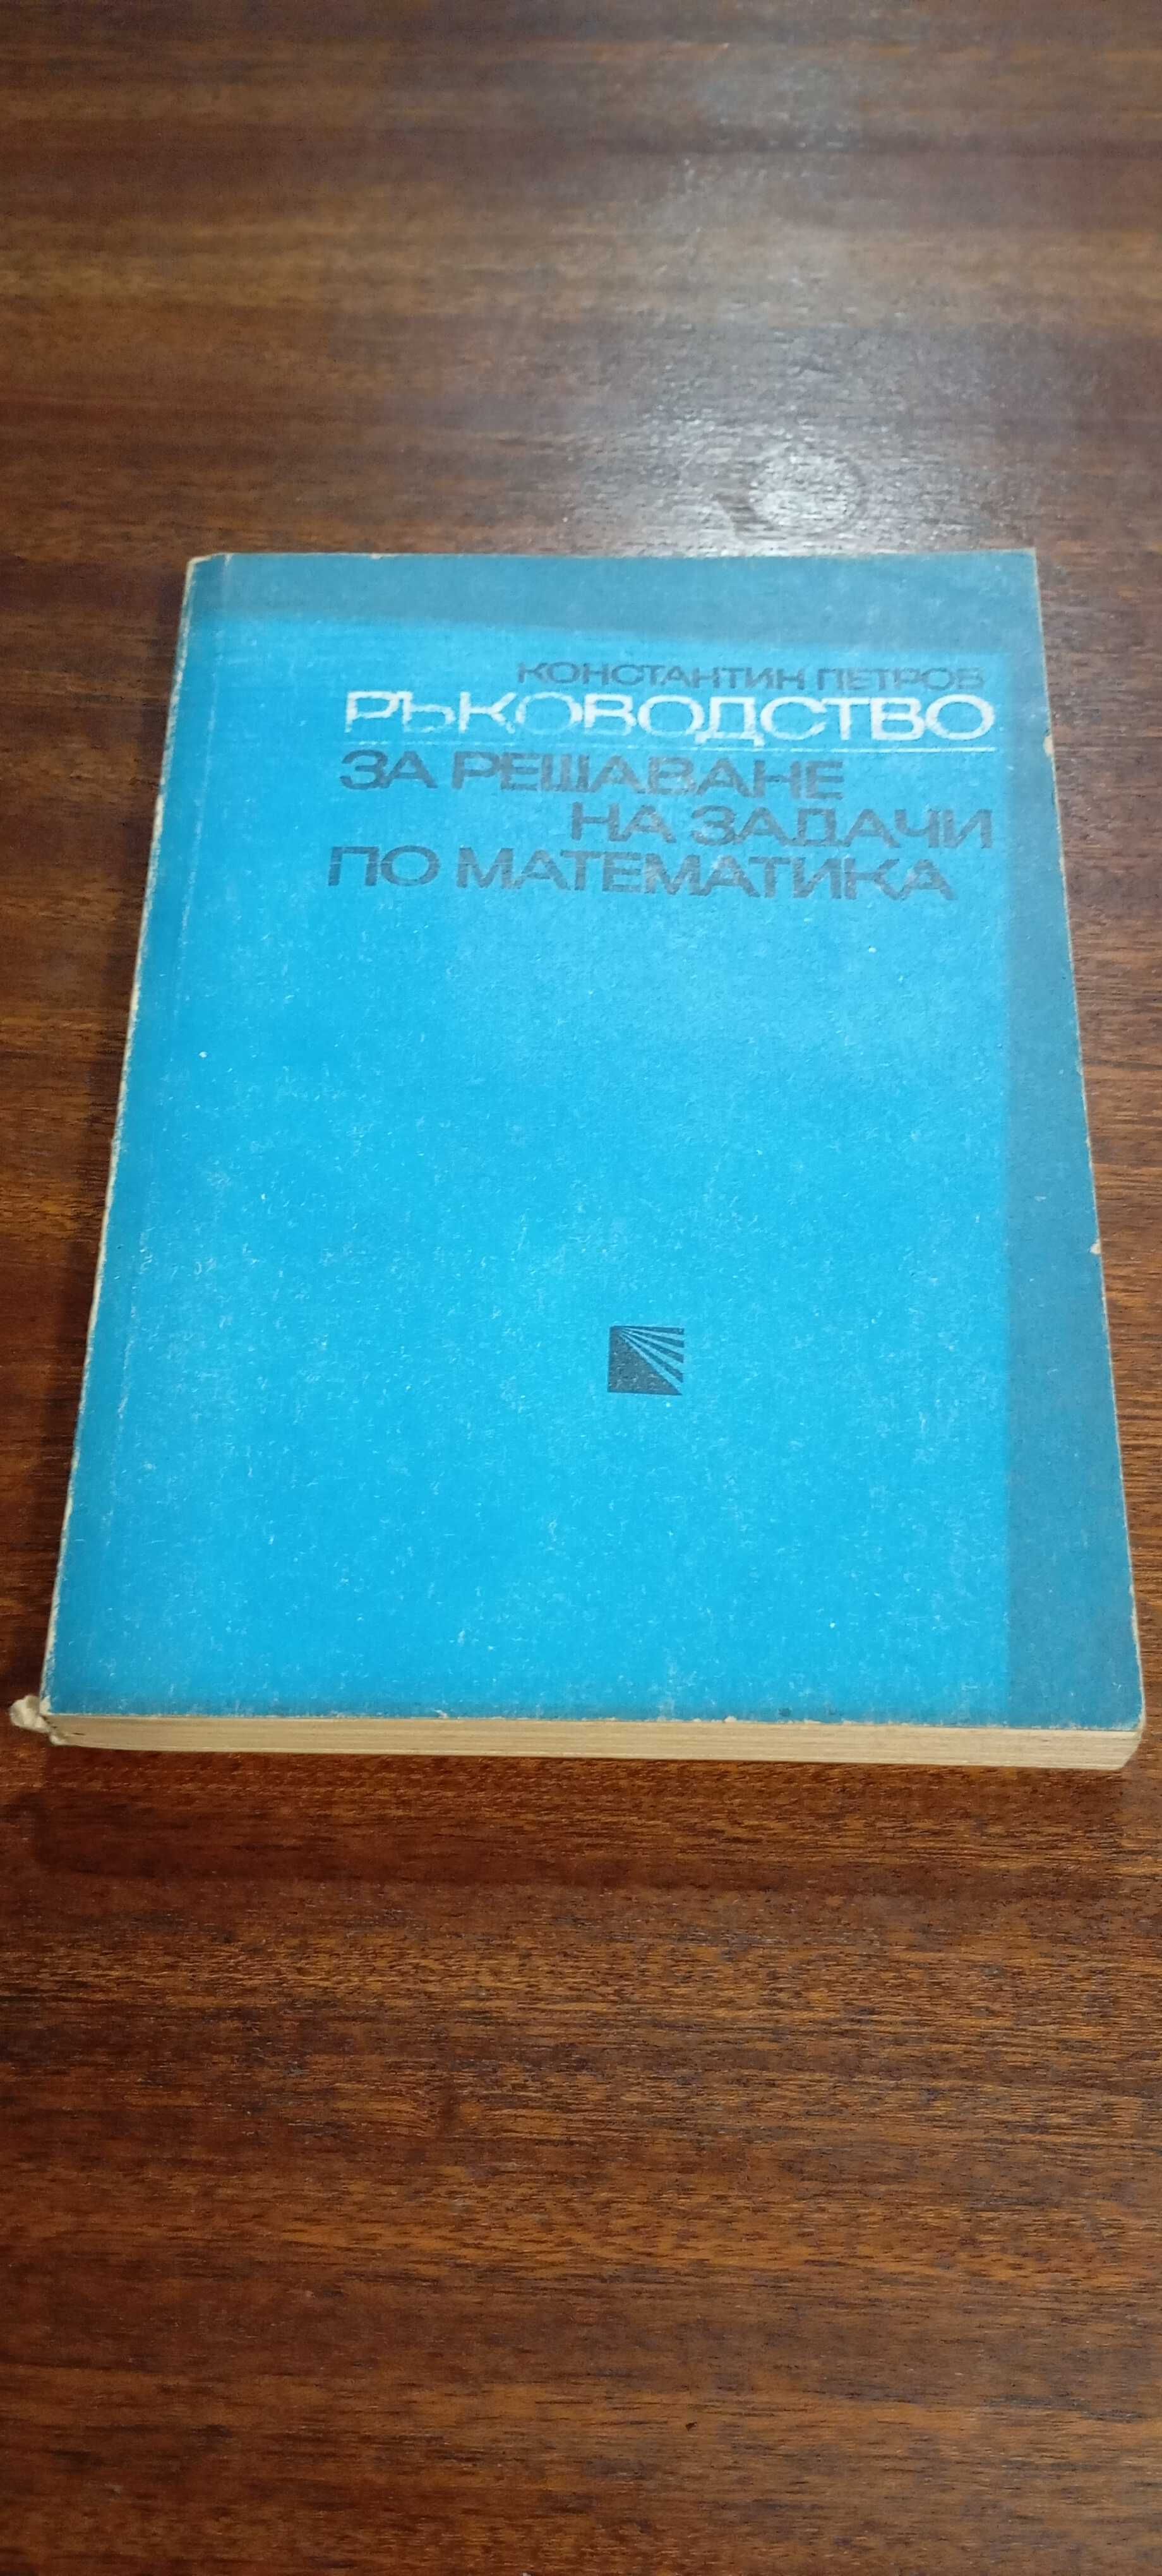 КОНСТАНТИН ПЕТРОВ
РЪКОВОДСТВО
ЗА РЕШАВАНЕ
НА ЗАДАЧИ
ПО МАТЕМАТИКА